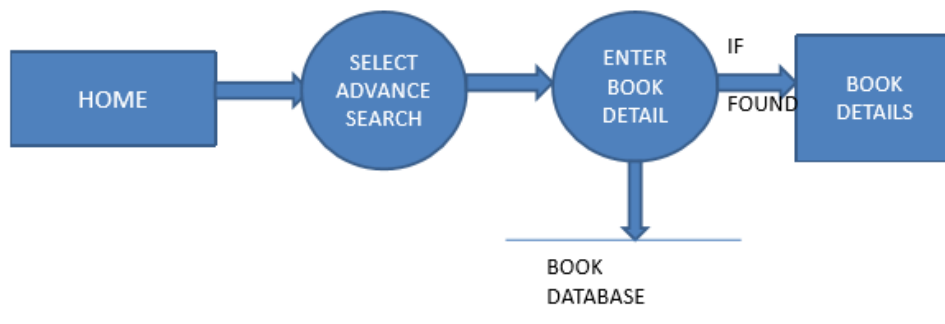 HOME
SELECT
ADVANCE
SEARCH
ENTER
BOOK
DETAIL
IF
FOUND
BOOK
DETAILS
BOOK
DATABASE